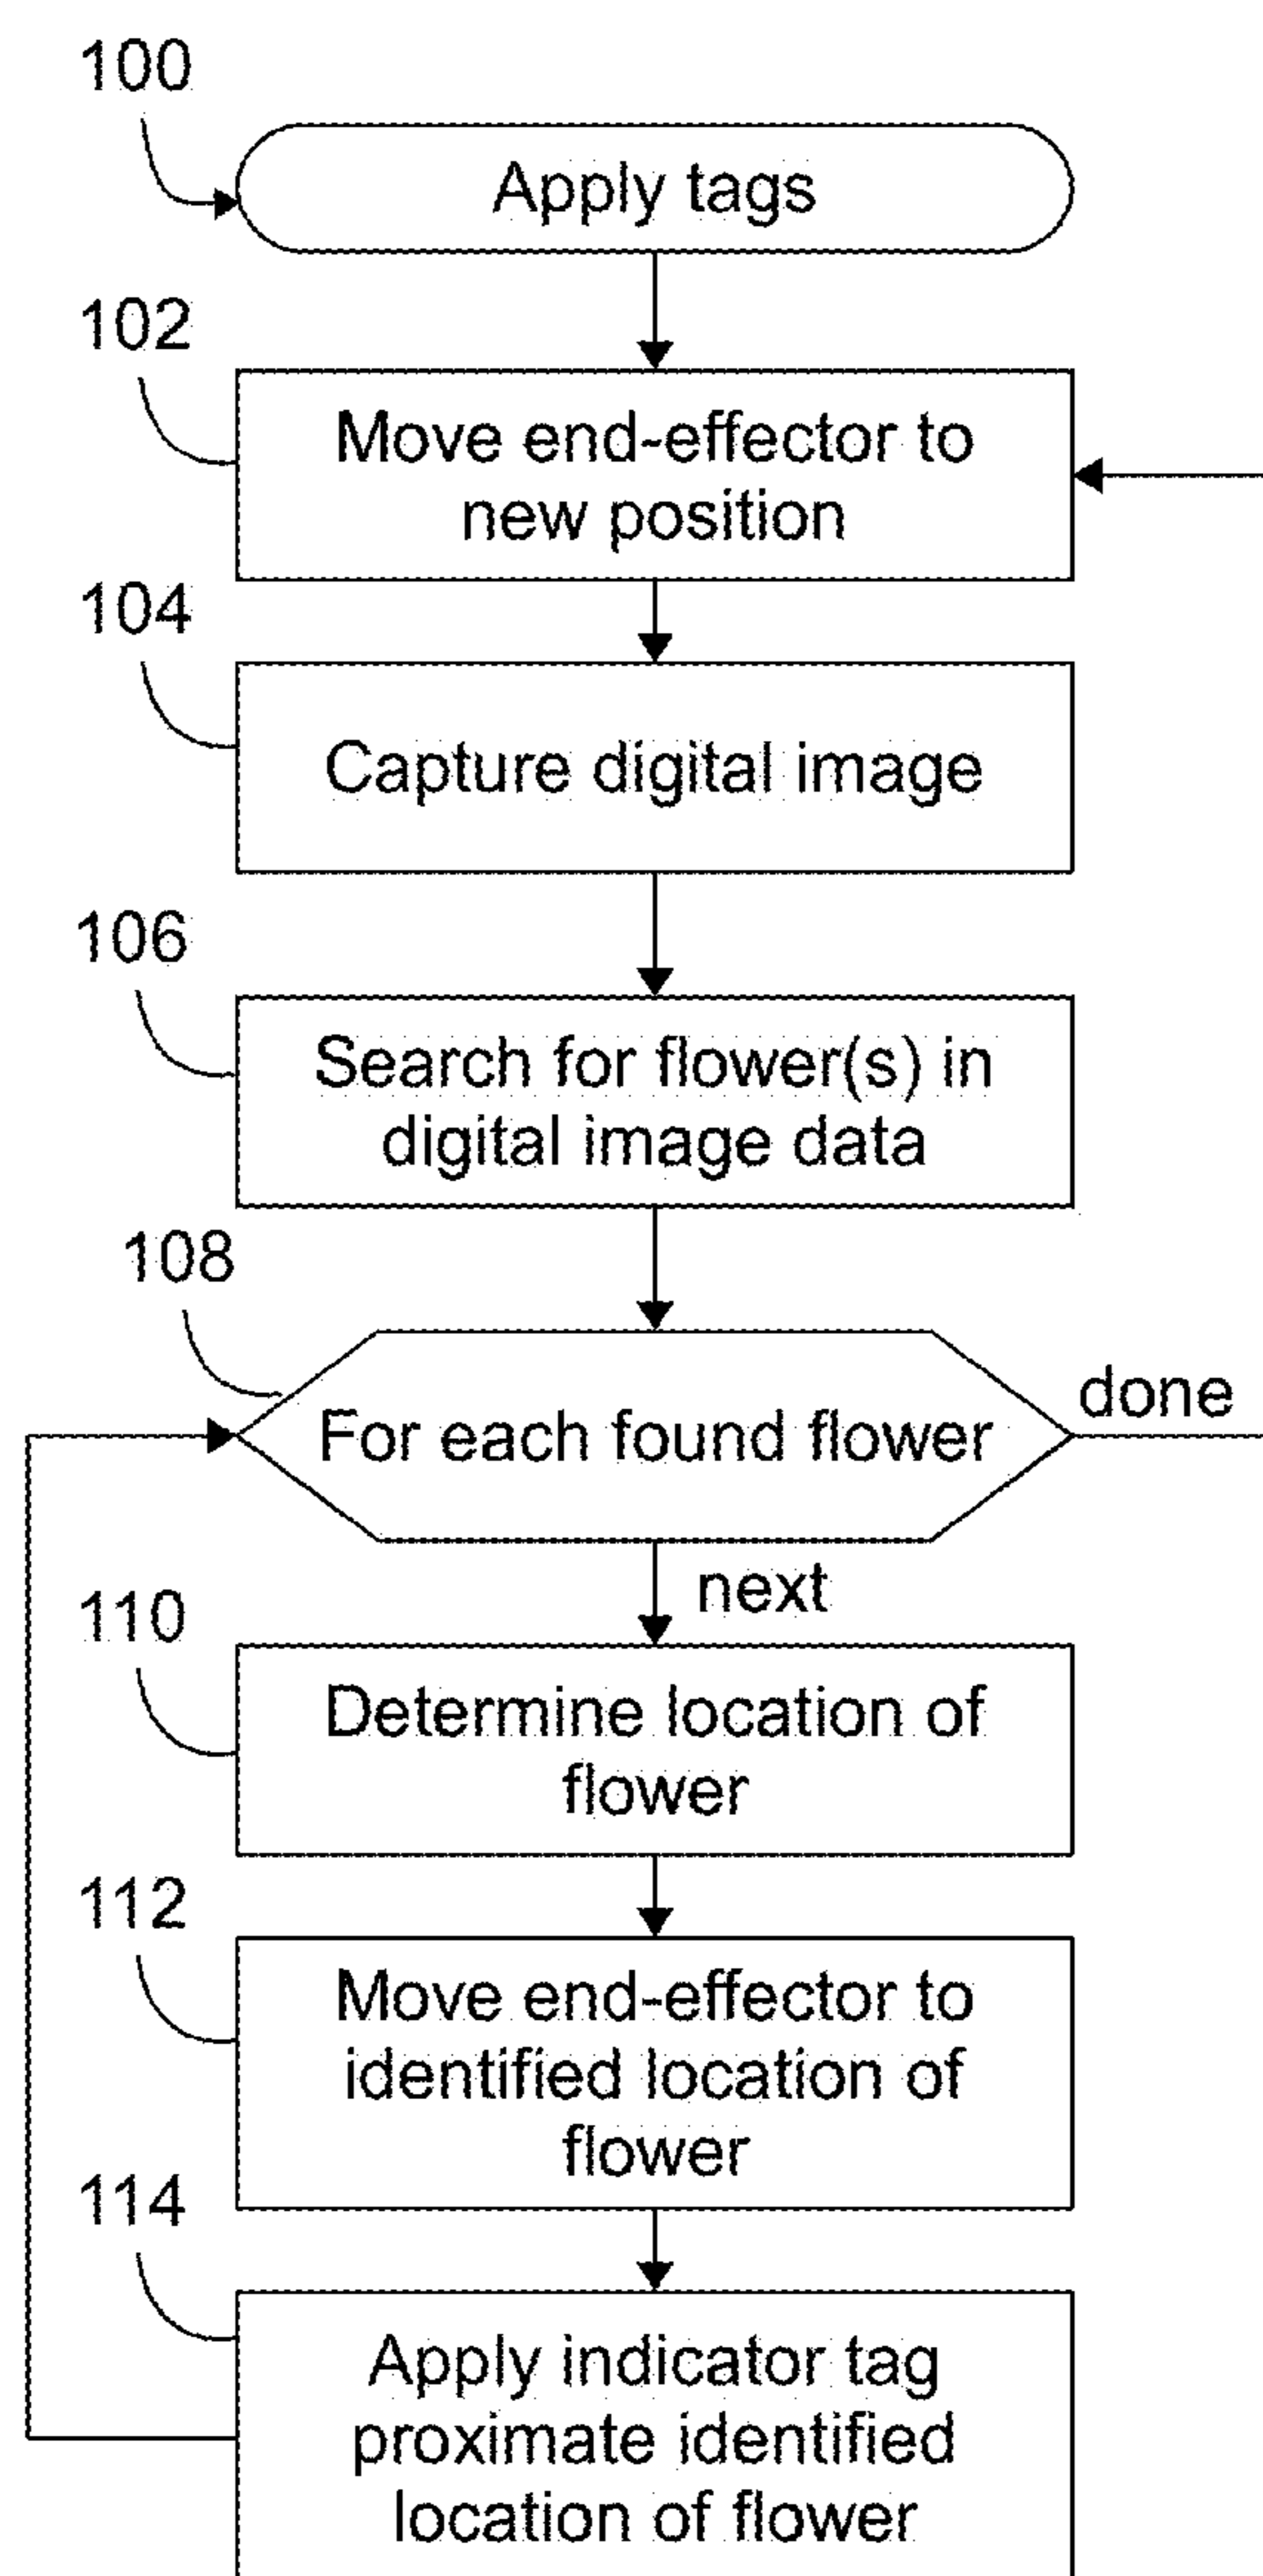 100
Apply tags
102
Move end-effector to
new position
104
Capture digital image
106
Search for flower(s) in
digital image data
108
For each found flower
done
next
110
Determine location of
flower
112
Move end-effector to
identified location of
flower
114
Apply indicator tag
proximate identified
location of flower